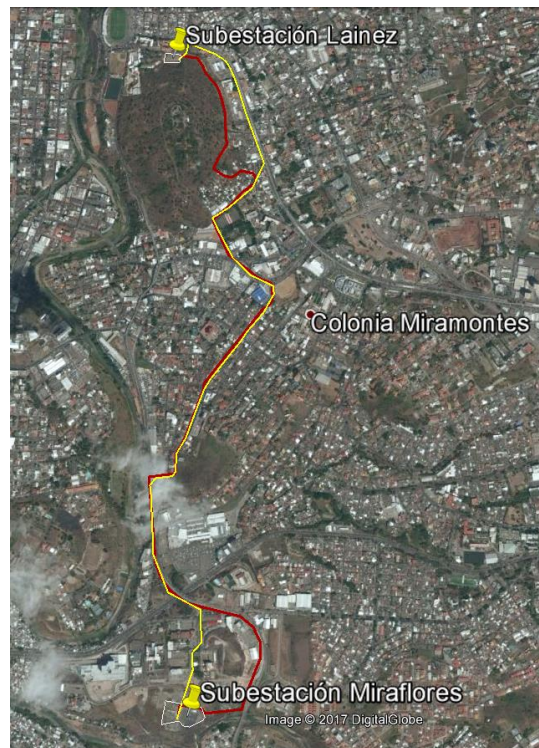 Subestación Lainez
Colonia Miramontes
Subestación Miraflores
Image © 2017 DigitalGlobe